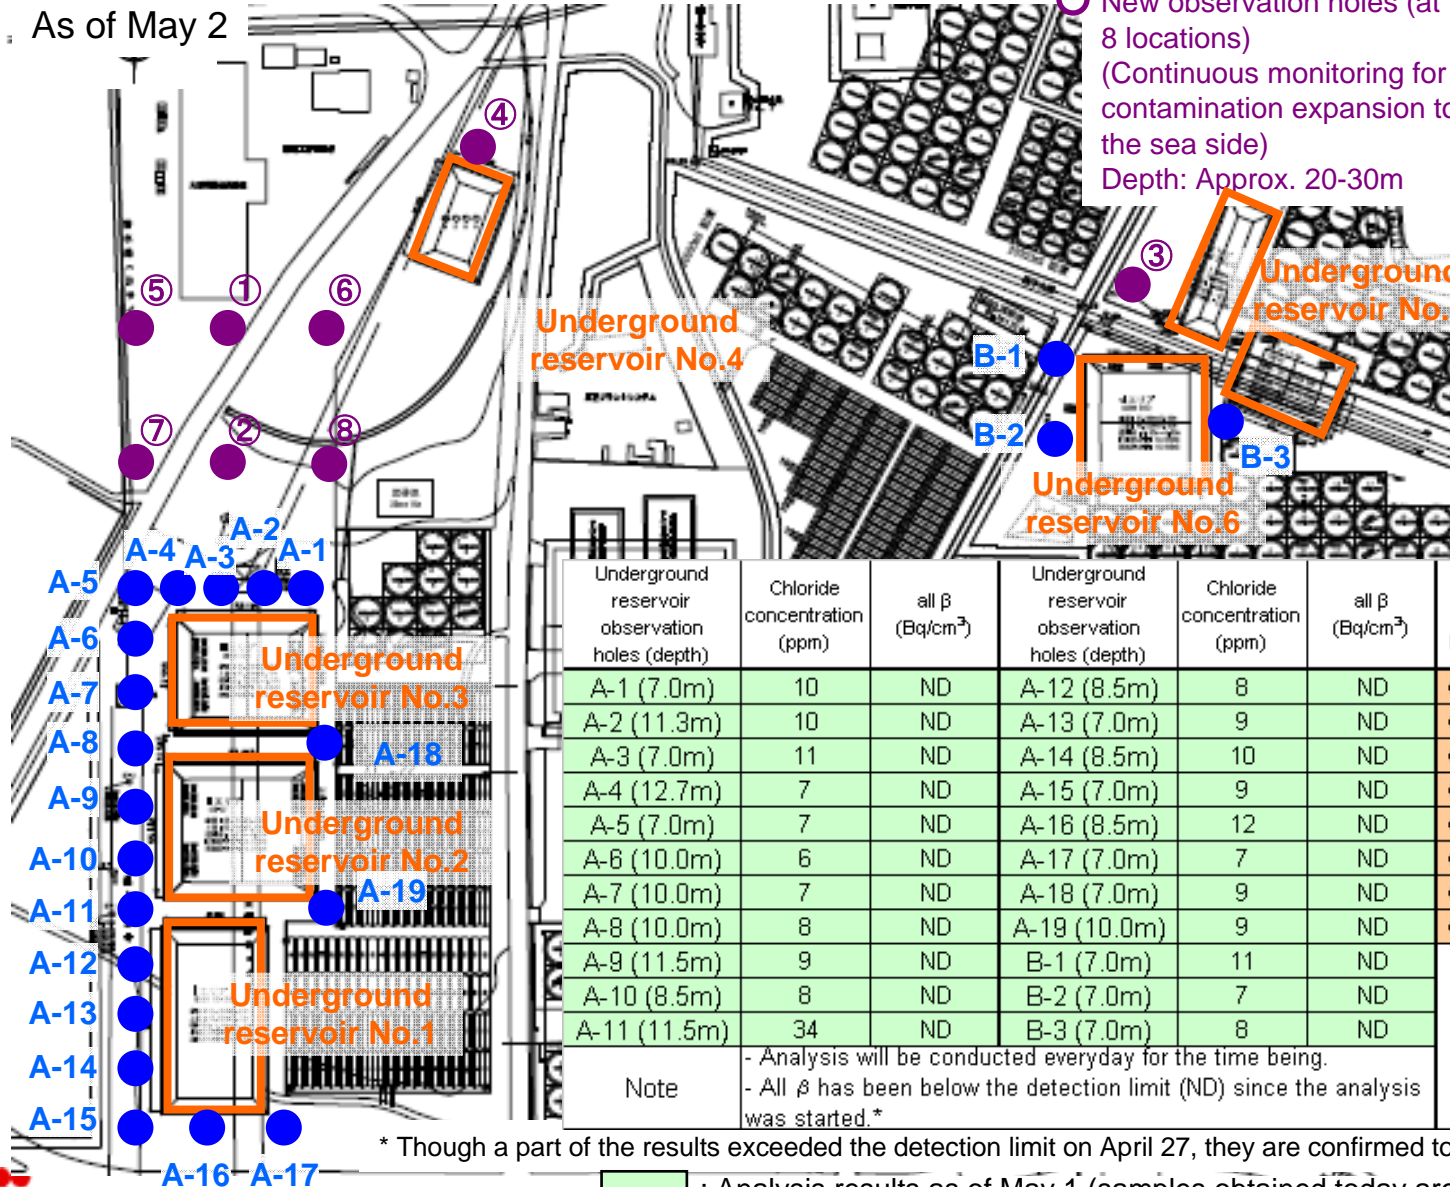 As of May 2
New observation holes (at
8 locations)
(Continuous monitoring for
contamination expansion to
the sea side)
Depth: Approx. 20-30m
④
③
⑤ ① ⑥
⑦ ② ⑧
Underground
reservoir No.4
Underground
reservoir No.
B-1
B-2
B-3
Underground
reservoir No.6
A-5
A-4
A-3
A-2
A-1
A-6
A-7
A-8
A-9
A-10
A-11
A-12
A-13
A-14
A-15
A-16
A-17
A-18
A-19
Underground
reservoir No.3
Underground
reservoir No.2
Underground
reservoir No.1
Underground reservoir observation holes (depth) Chloride concentration (ppm) all β (Bq/cm³) Underground reservoir observation holes (depth) Chloride concentration (ppm) all β (Bq/cm³)
A-1 (7.0m) 10 ND A-12 (8.5m) 8 ND
A-2 (11.3m) 10 ND A-13 (7.0m) 9 ND
A-3 (7.0m) 11 ND A-14 (8.5m) 10 ND
A-4 (12.7m) 7 ND A-15 (7.0m) 9 ND
A-5 (7.0m) 7 ND A-16 (8.5m) 12 ND
A-6 (10.0m) 6 ND A-17 (7.0m) 7 ND
A-7 (10.0m) 7 ND A-18 (7.0m) 9 ND
A-8 (10.0m) 8 ND A-19 (10.0m) 9 ND
A-9 (11.5m) 9 ND B-1 (7.0m) 11 ND
A-10 (8.5m) 8 ND B-2 (7.0m) 7 ND
A-11 (11.5m) 34 ND B-3 (7.0m) 8 ND
Note
- Analysis will be conducted everyday for the time being.
- All β has been below the detection limit (ND) since the analysis
was started.*
* Though a part of the results exceeded the detection limit on April 27, they are confirmed to
: Analysis results as of May 1 (samples obtained today are